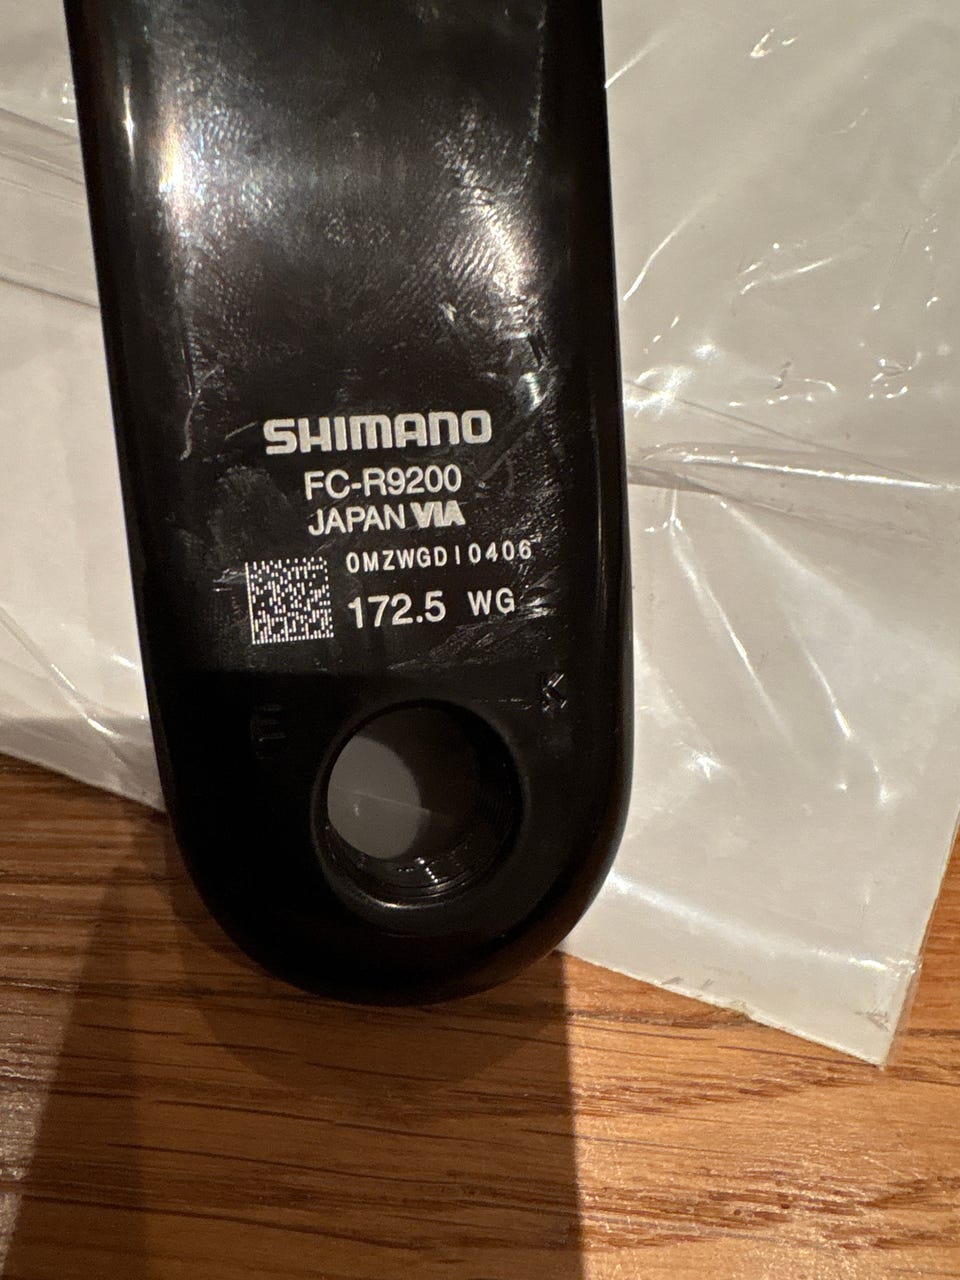 SHIMANO
FC-R9200
JAPAN VIA
0MZWGDI0406
172.5 WG
K